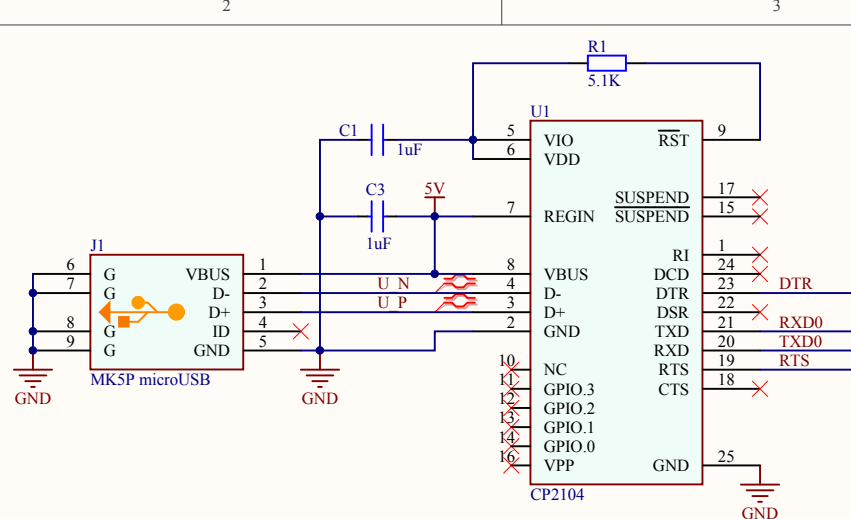 2 3
R1
5.1K
U1
C1
1uF
5 VIO RST 9
6 VDD
C3
1uF
5V
SUSPEND 17
7 REGIN SUSPEND 15
J1
RI 1
6 G VBUS 1
8 VBUS DCD 24
7 G D- 2 U_N
4 D- DTR 23 DTR
D+ 3 U_P
3 D+ DSR 22
8 G ID 4
2 GND TXD 21 RXD0
9 G GND 5
RXD 20 TXD0
10 NC RTS 19 RTS
MK5P microUSB
11 GPIO.3 CTS 18
GND GND
12 GPIO.2
13 GPIO.1
14 GPIO.0
16 VPP GND 25
CP2104
GND